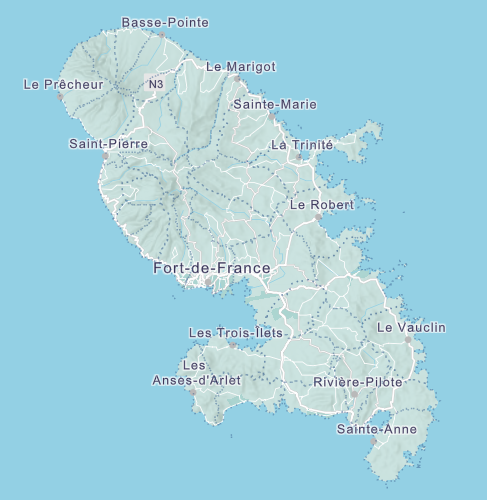 Basse-Pointe
Le Marigot
Le Prêcheur
N3
Sainte-Marie
Saint-Pierre
La Trinité
Le Robert
Fort-de-France
Les Trois-Îlets
Le Vauclin
Les
Anses-d'Arlet
Rivière-Pilote
Sainte-Anne